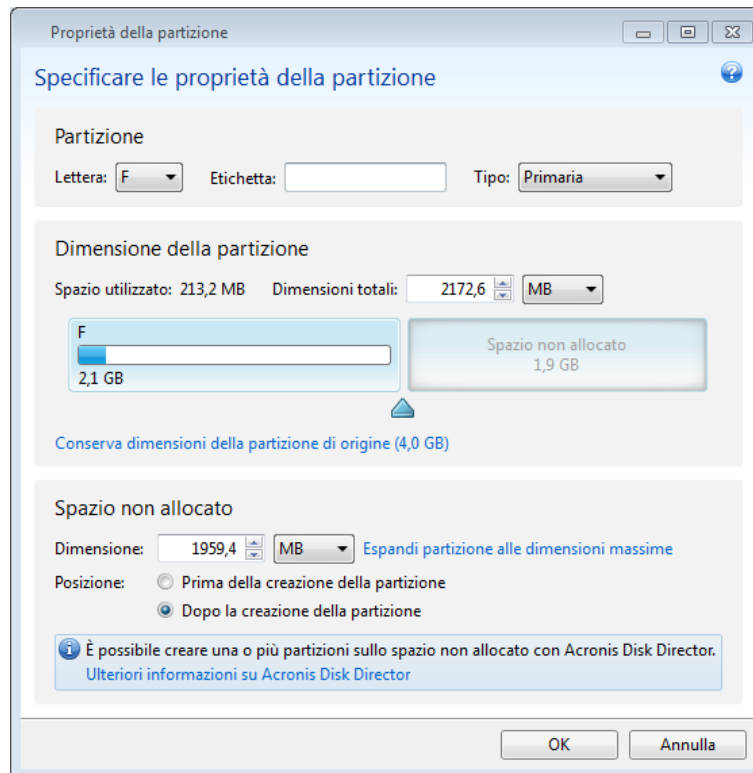 Proprietà della partizione
Specificare le proprietà della partizione
Partizione
Lettera: F Etichetta: Tipo: Primaria
Dimensione della partizione
Spazio utilizzato: 213,2 MB Dimensioni totali: 2172,6 MB
F
2,1 GB
Spazio non allocato
1,9 GB
Conserva dimensioni della partizione di origine (4,0 GB)
Spazio non allocato
Dimensione: 1959,4 MB Espandi partizione alle dimensioni massime
Posizione: Prima della creazione della partizione
Dopo la creazione della partizione
È possibile creare una o più partizioni sullo spazio non allocato con Acronis Disk Director.
Ulteriori informazioni su Acronis Disk Director
OK Annulla